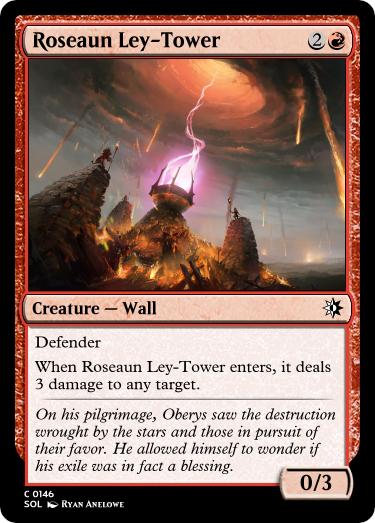 Roseaun Ley-Tower 2
Creature — Wall
Defender
When Roseaun Ley-Tower enters, it deals
3 damage to any target.
On his pilgrimage, Oberys saw the destruction
wrought by the stars and those in pursuit of
their favor. He allowed himself to wonder if
his exile was in fact a blessing.
0/3
C 0146
SOL Ryan Anelowe